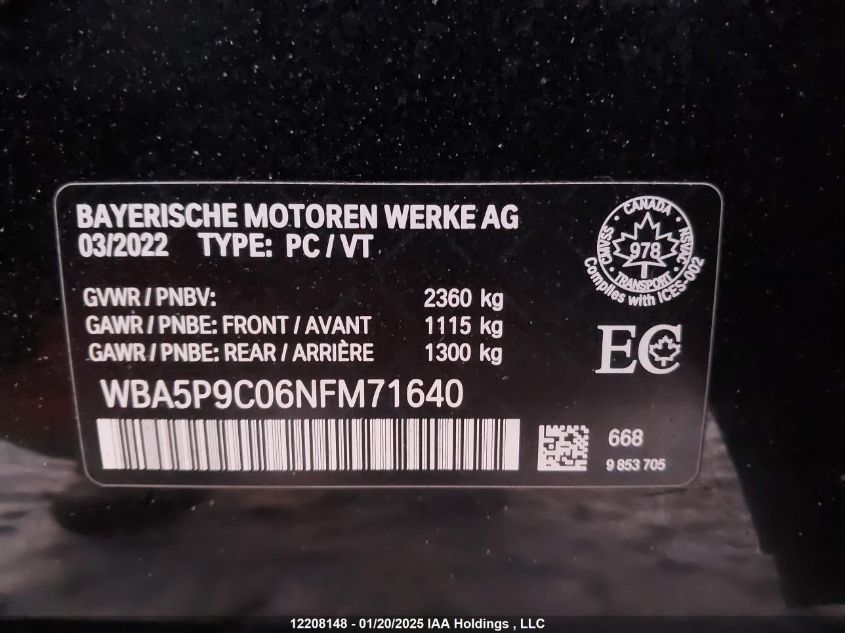 BAYERISCHE MOTOREN WERKE AG
03/2022 TYPE: PC / VT
GVWR / PNBV: 2360 kg
GAWR / PNBE: FRONT / AVANT 1115 kg
GAWR / PNBE: REAR / ARRIÈRE 1300 kg
WBA5P9C06NFM71640
CANADA
CMVSS
NSVAC
978
TRANSPORT
Complies with ICES-002
EC
668
9 853 705
12208148 - 01/20/2025 IAA Holdings , LLC